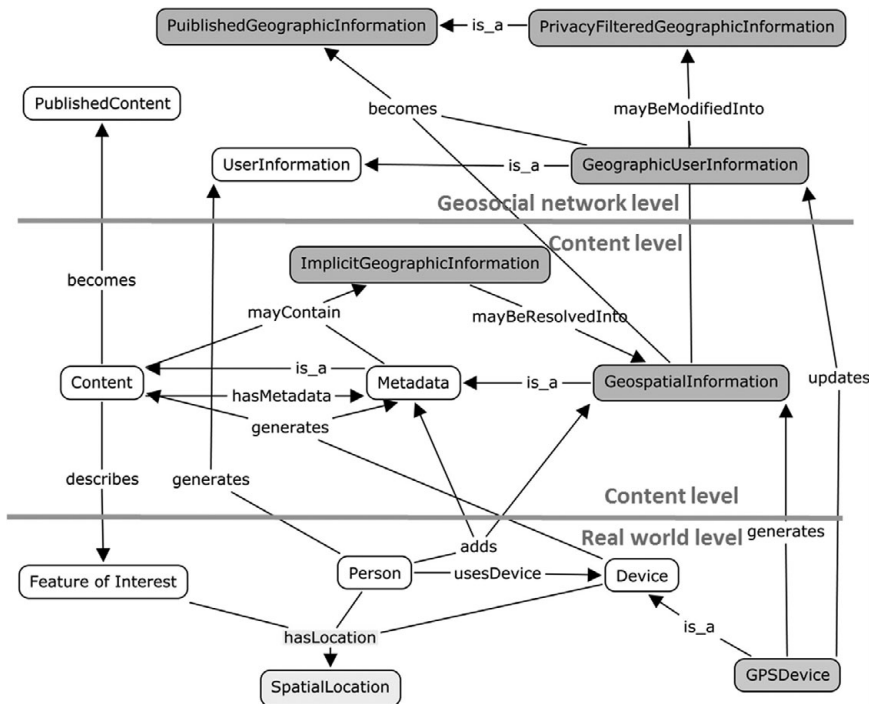 PuiblishedGeographicInformation
is_a
PrivacyFilteredGeographicInformation
PublishedContent
becomes
mayBeModifiedInto
UserInformation
is_a
GeographicUserInformation
Geosocial network level
Content level
ImplicitGeographicInformation
becomes
mayContain
mayBeResolvedInto
is_a
Content
Metadata
is_a
GeospatialInformation
updates
hasMetadata
generates
describes
generates
Content level
Real world level
generates
adds
Feature of Interest
Person
usesDevice
Device
hasLocation
is_a
SpatialLocation
GPSDevice